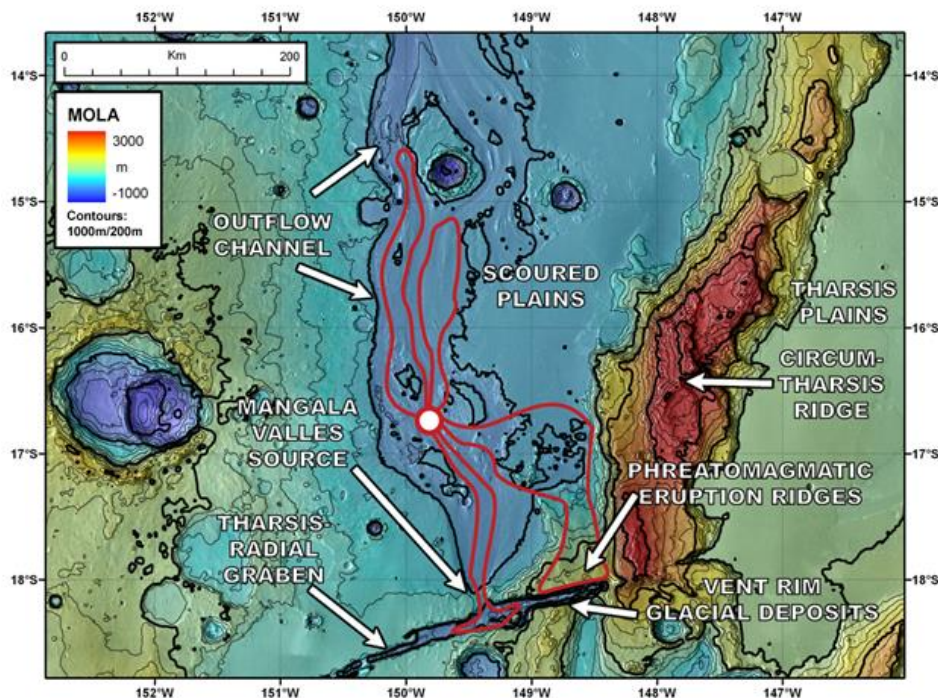 152°W 151°W 150°W 149°W 148°W 147°W
Km
0 200
MOLA
3000
m
-1000
Contours:
1000m/200m
14°S 14°S
15°S 15°S
16°S 16°S
17°S 17°S
18°S 18°S
OUTFLOW
CHANNEL
SCOURED
PLAINS
THARSIS
PLAINS
CIRCUM-
THARSIS
RIDGE
MANGALA
VALLES
SOURCE
PHREATOMAGMATIC
ERUPTION RIDGES
THARSIS-
RADIAL
GRABEN
VENT RIM
GLACIAL DEPOSITS
152°W 151°W 150°W 149°W 148°W 147°W